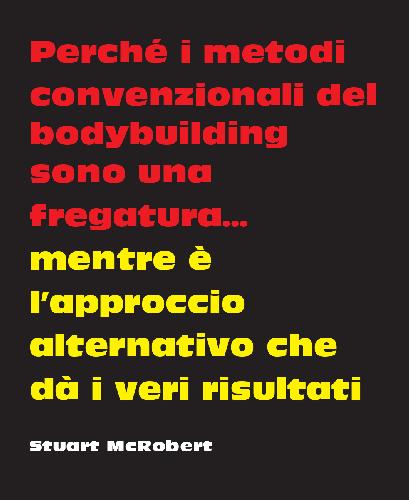 Perché i metodi
convenzionali del
bodybuilding
sono una
fregatura...
mentre è
l'approccio
alternativo che
dà i veri risultati
Stuart McRobert